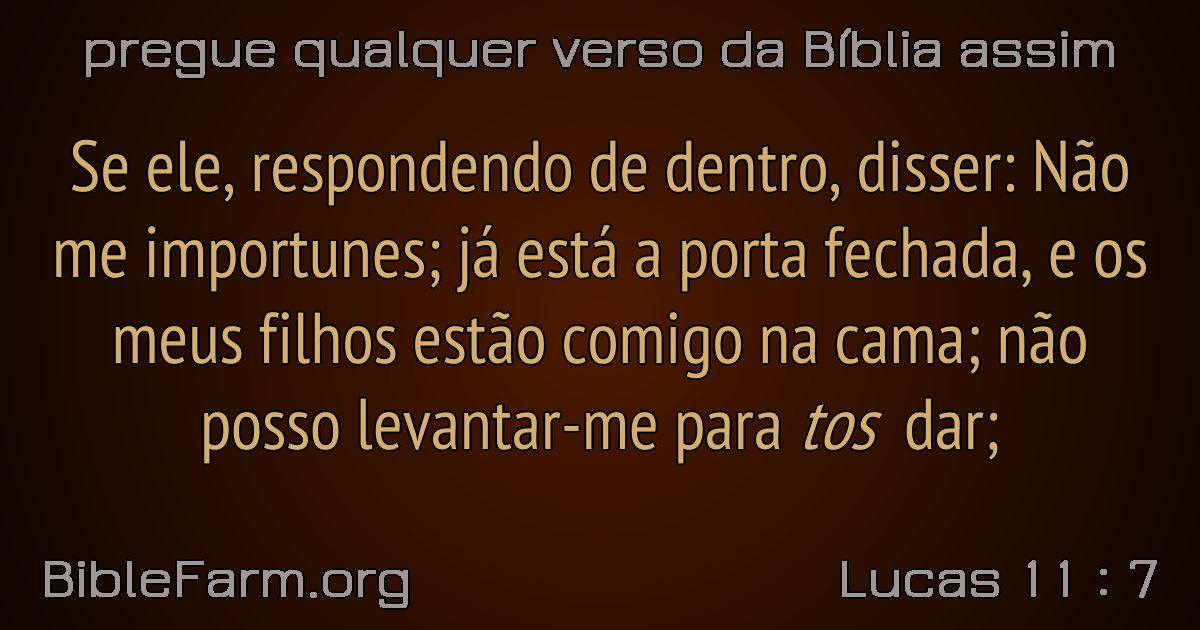 pregue qualquer verso da Bíblia assim
Se ele, respondendo de dentro, disser: Não
me importunes; já está a porta fechada, e os
meus filhos estão comigo na cama; não
posso levantar-me para tos dar;
BibleFarm.org
Lucas 11 : 7